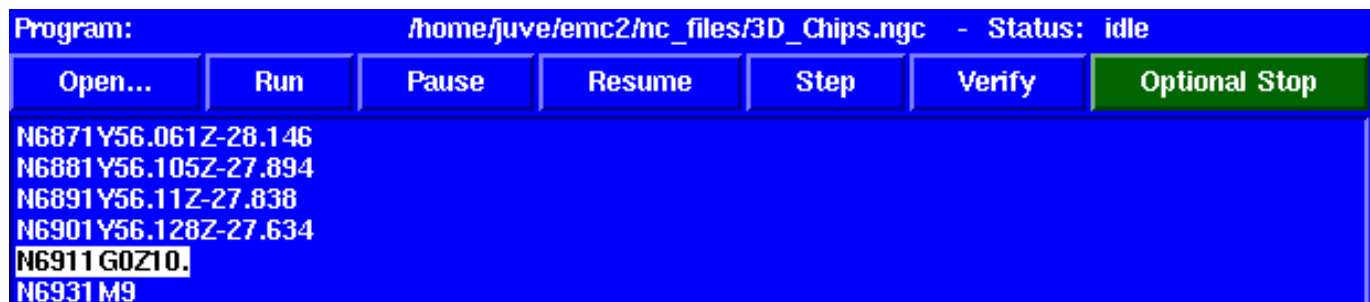 Program: /home/juve/emc2/nc_files/3D_Chips.ngc - Status: idle
Open... Run Pause Resume Step Verify Optional Stop
N6871Y56.061Z-28.146
N6881Y56.105Z-27.894
N6891Y56.11Z-27.838
N6901Y56.128Z-27.634
N6911G0Z10.
N6931M9